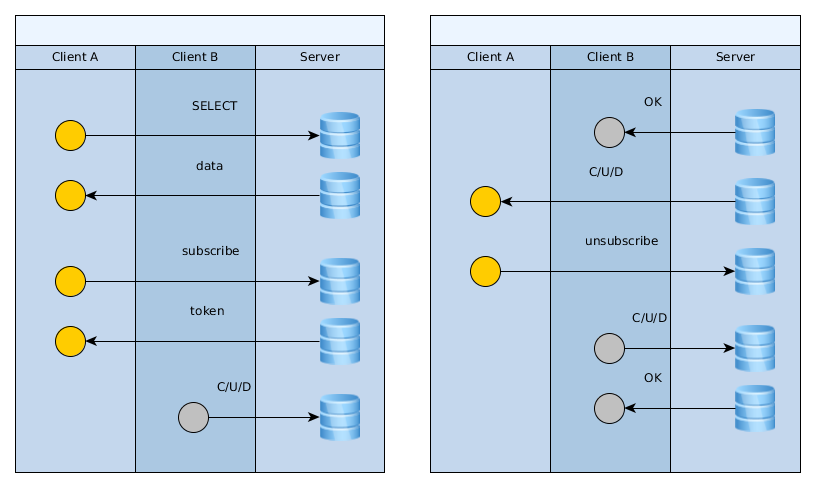 Client A
Client B
Server
SELECT
data
subscribe
token
C/U/D
Client A
Client B
Server
OK
C/U/D
unsubscribe
C/U/D
OK